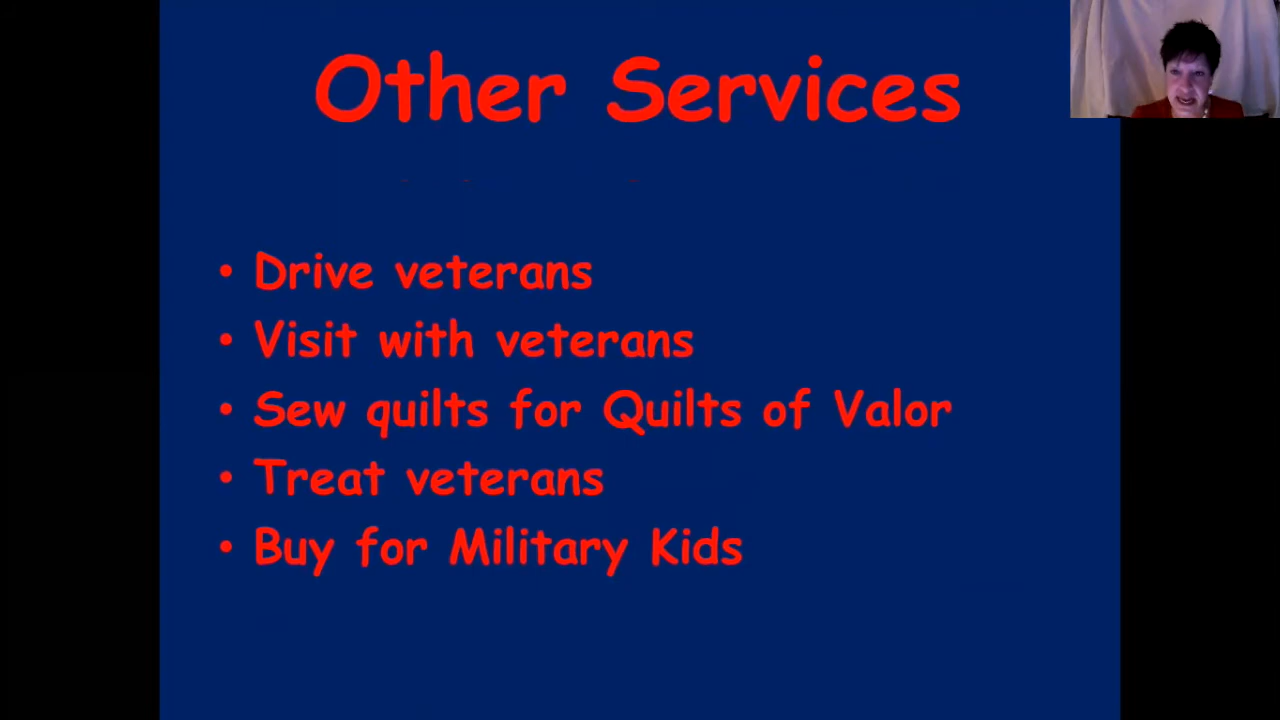 Other Services
• Drive veterans
• Visit with veterans
• Sew quilts for Quilts of Valor
• Treat veterans
• Buy for Military Kids